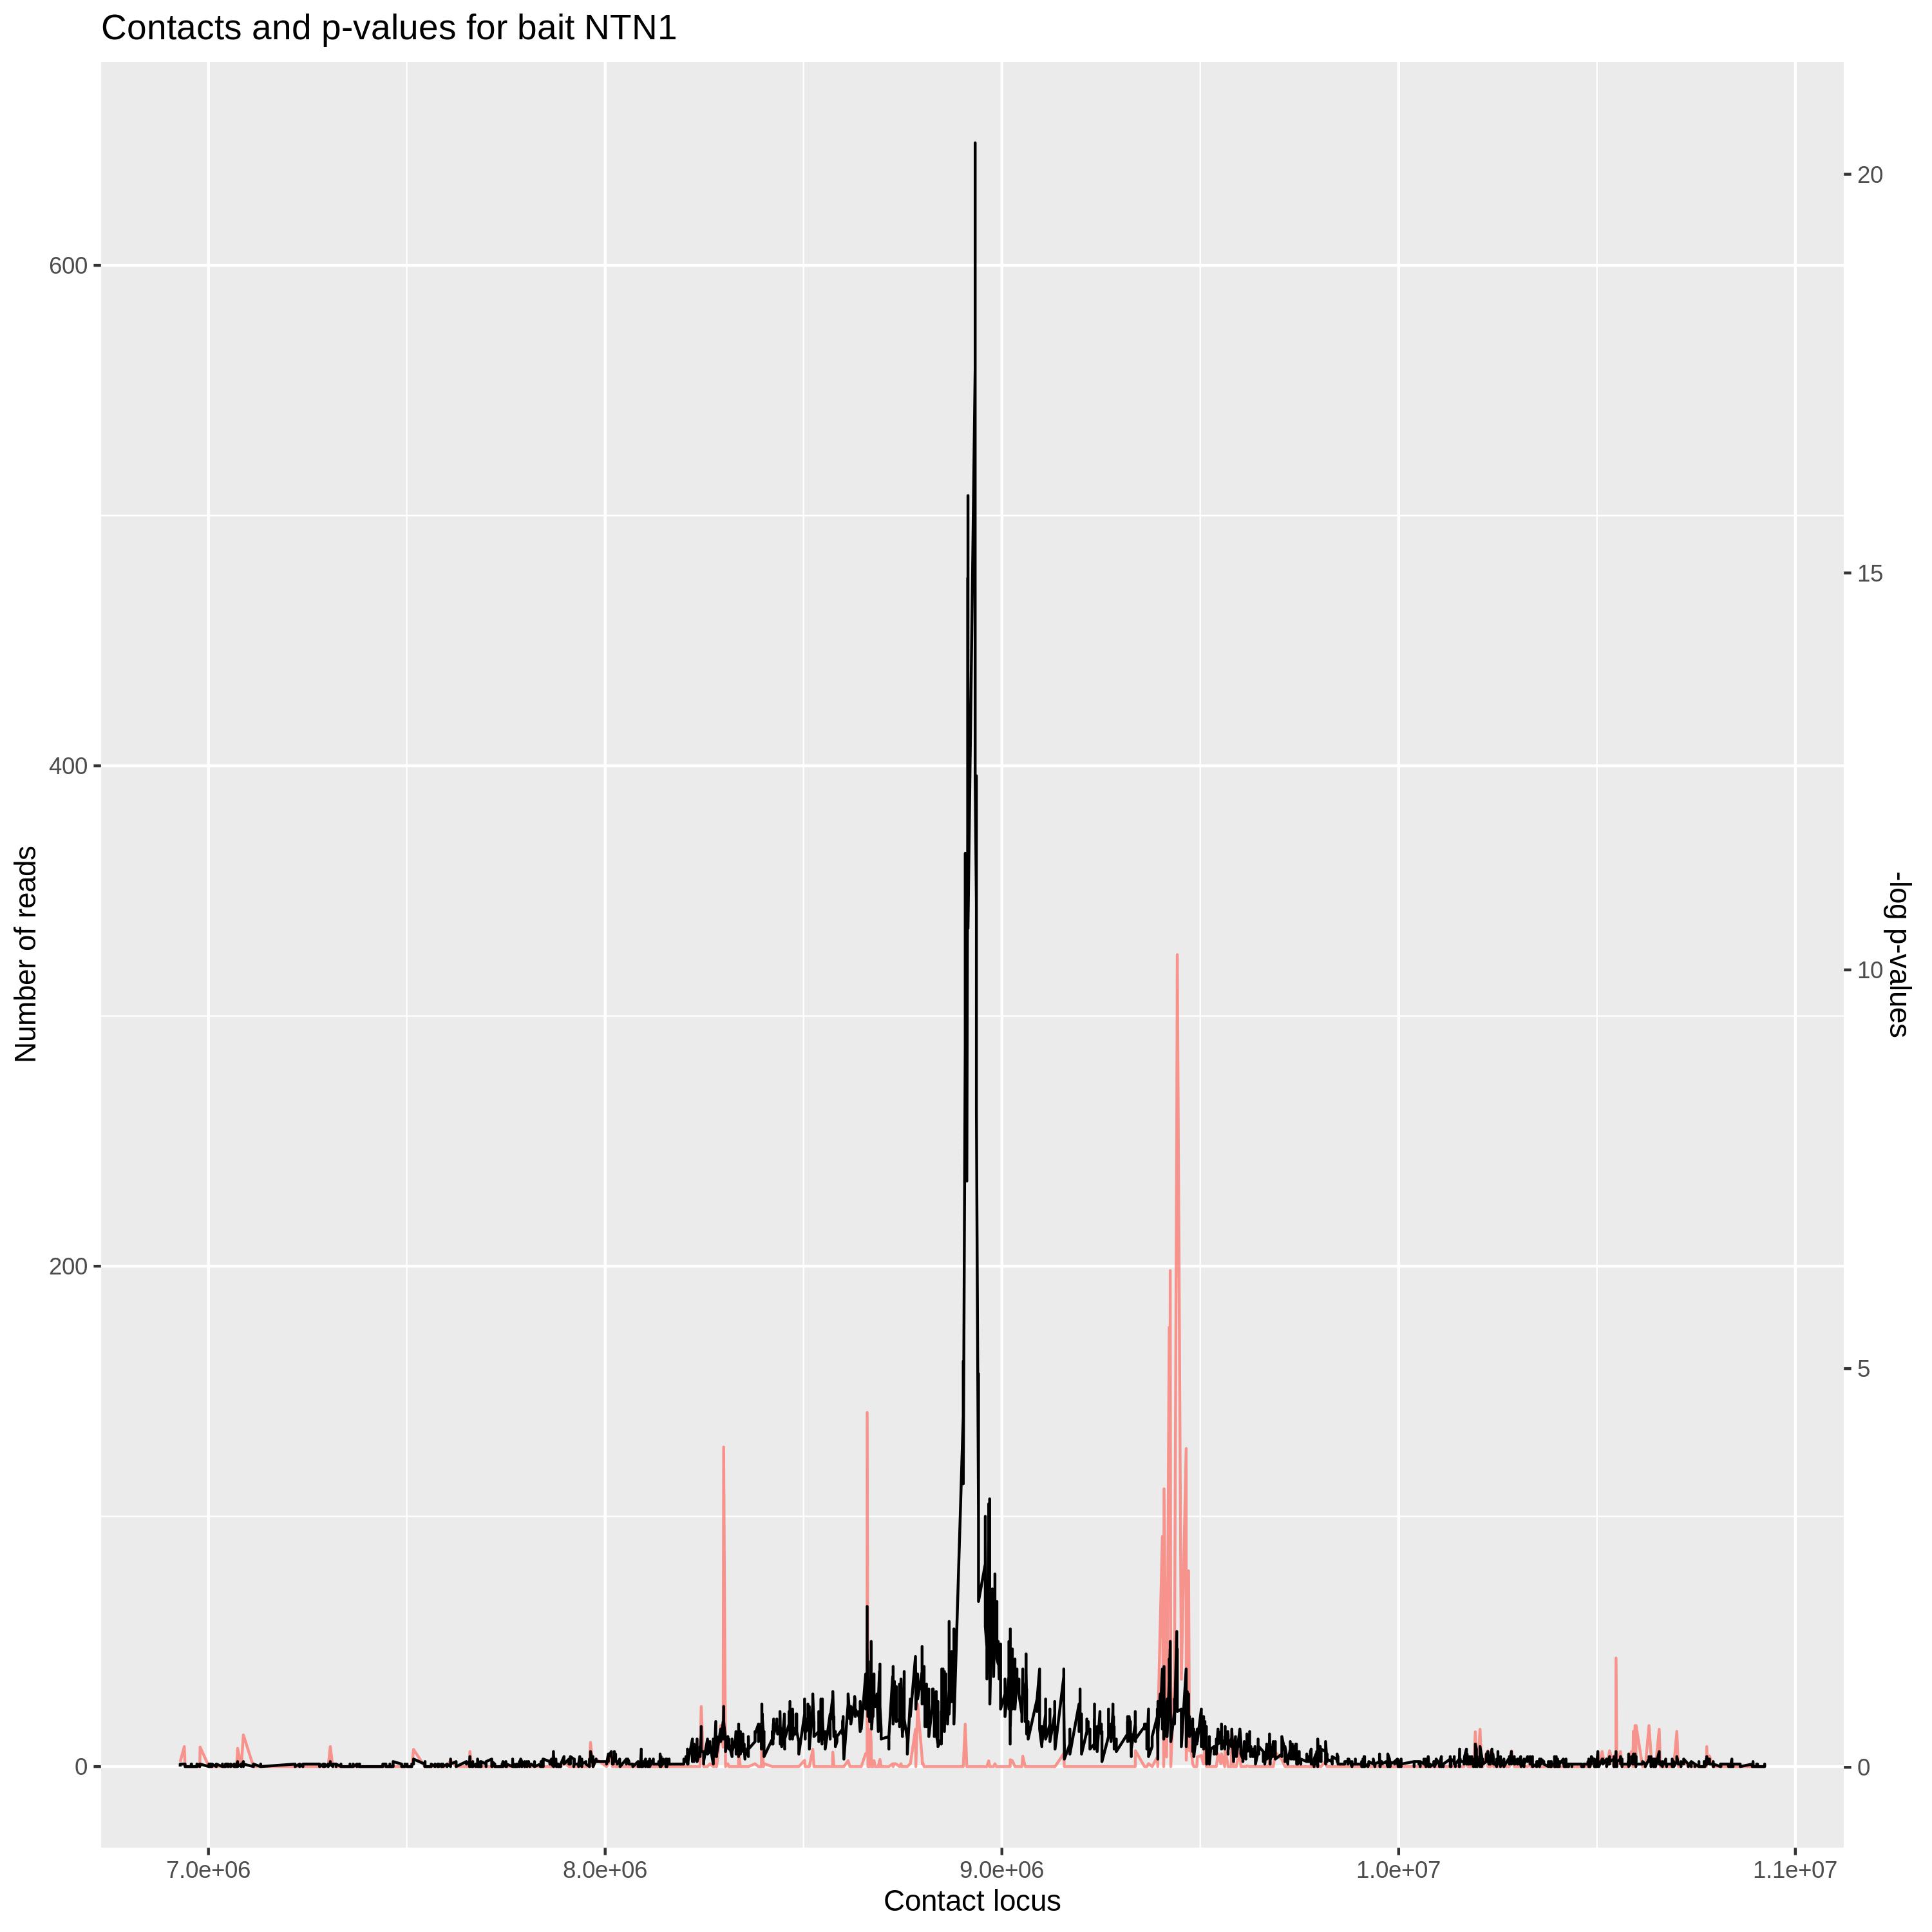 Contacts and p-values for bait NTN1
Number of reads
600
400
200
0
20
15
10
5
0
-log p-values
7.0e+06
8.0e+06
9.0e+06
1.0e+07
1.1e+07
Contact locus